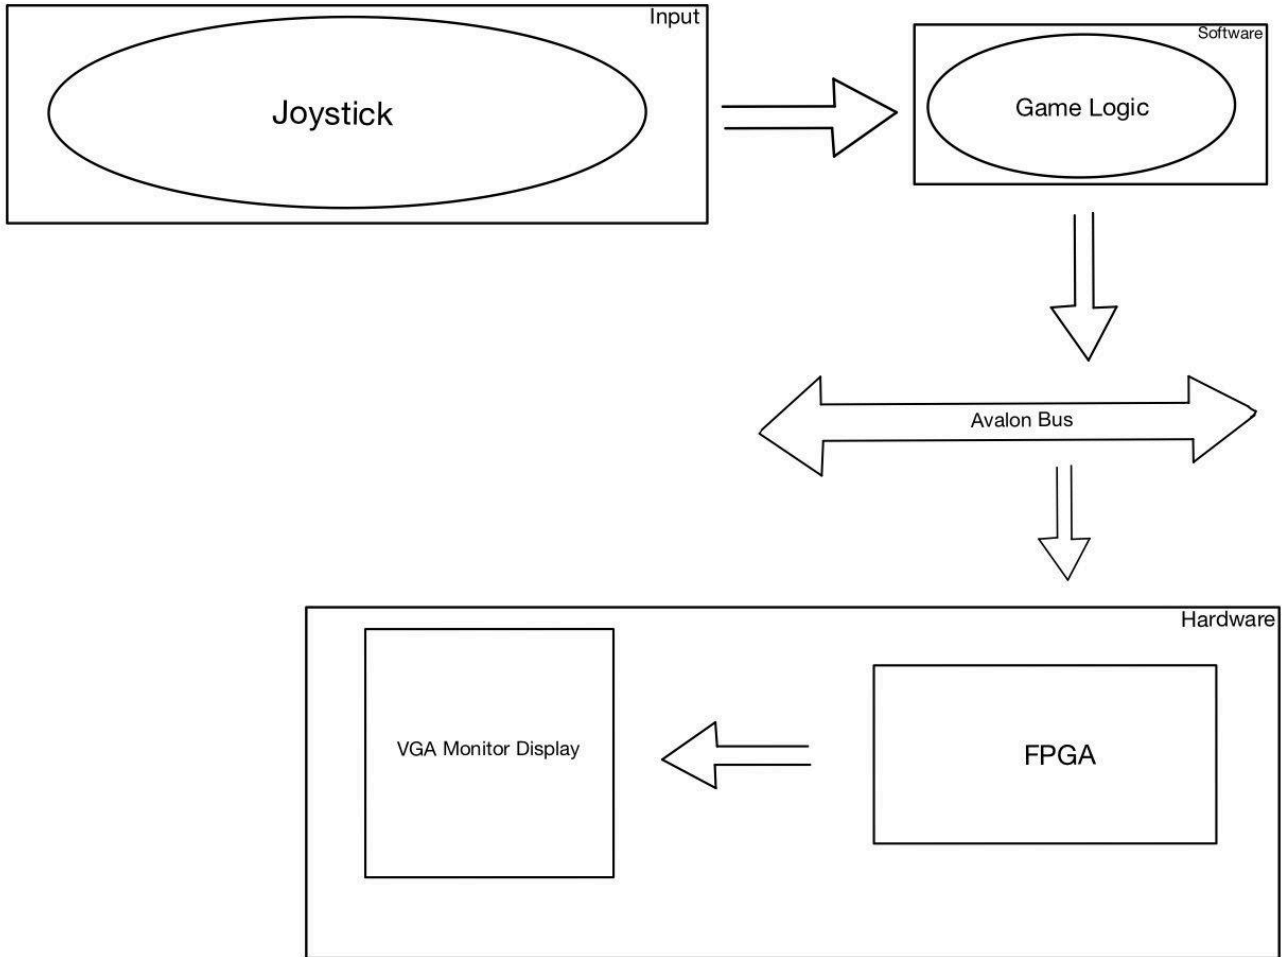 Input
Joystick
Software
Game Logic
Avalon Bus
Hardware
VGA Monitor Display
FPGA